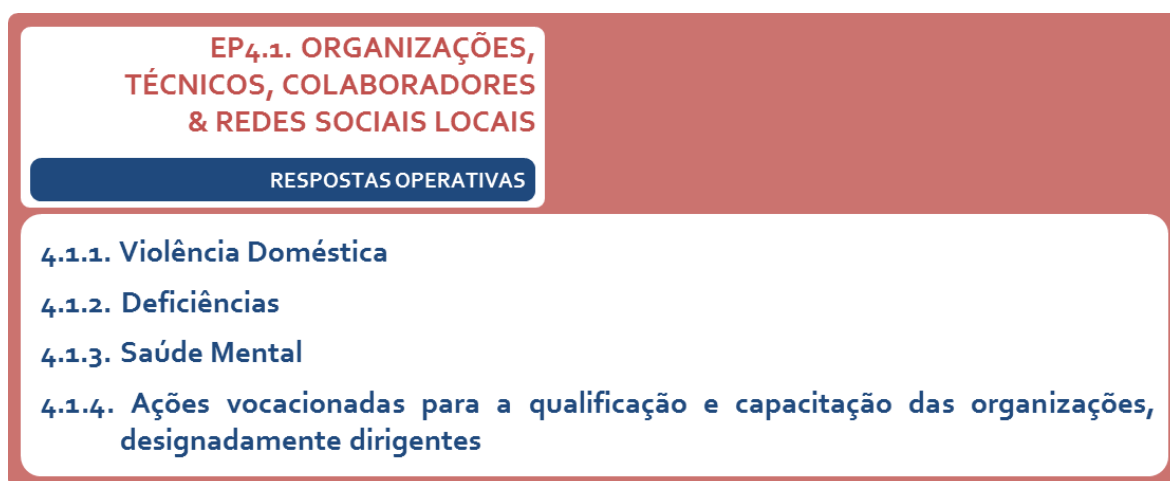 EP4.1. ORGANIZAÇÕES,
TÉCNICOS, COLABORADORES
& REDES SOCIAIS LOCAIS
RESPOSTAS OPERATIVAS
4.1.1. Violência Doméstica
4.1.2. Deficiências
4.1.3. Saúde Mental
4.1.4. Ações vocacionadas para a qualificação e capacitação das organizações,
designadamente dirigentes